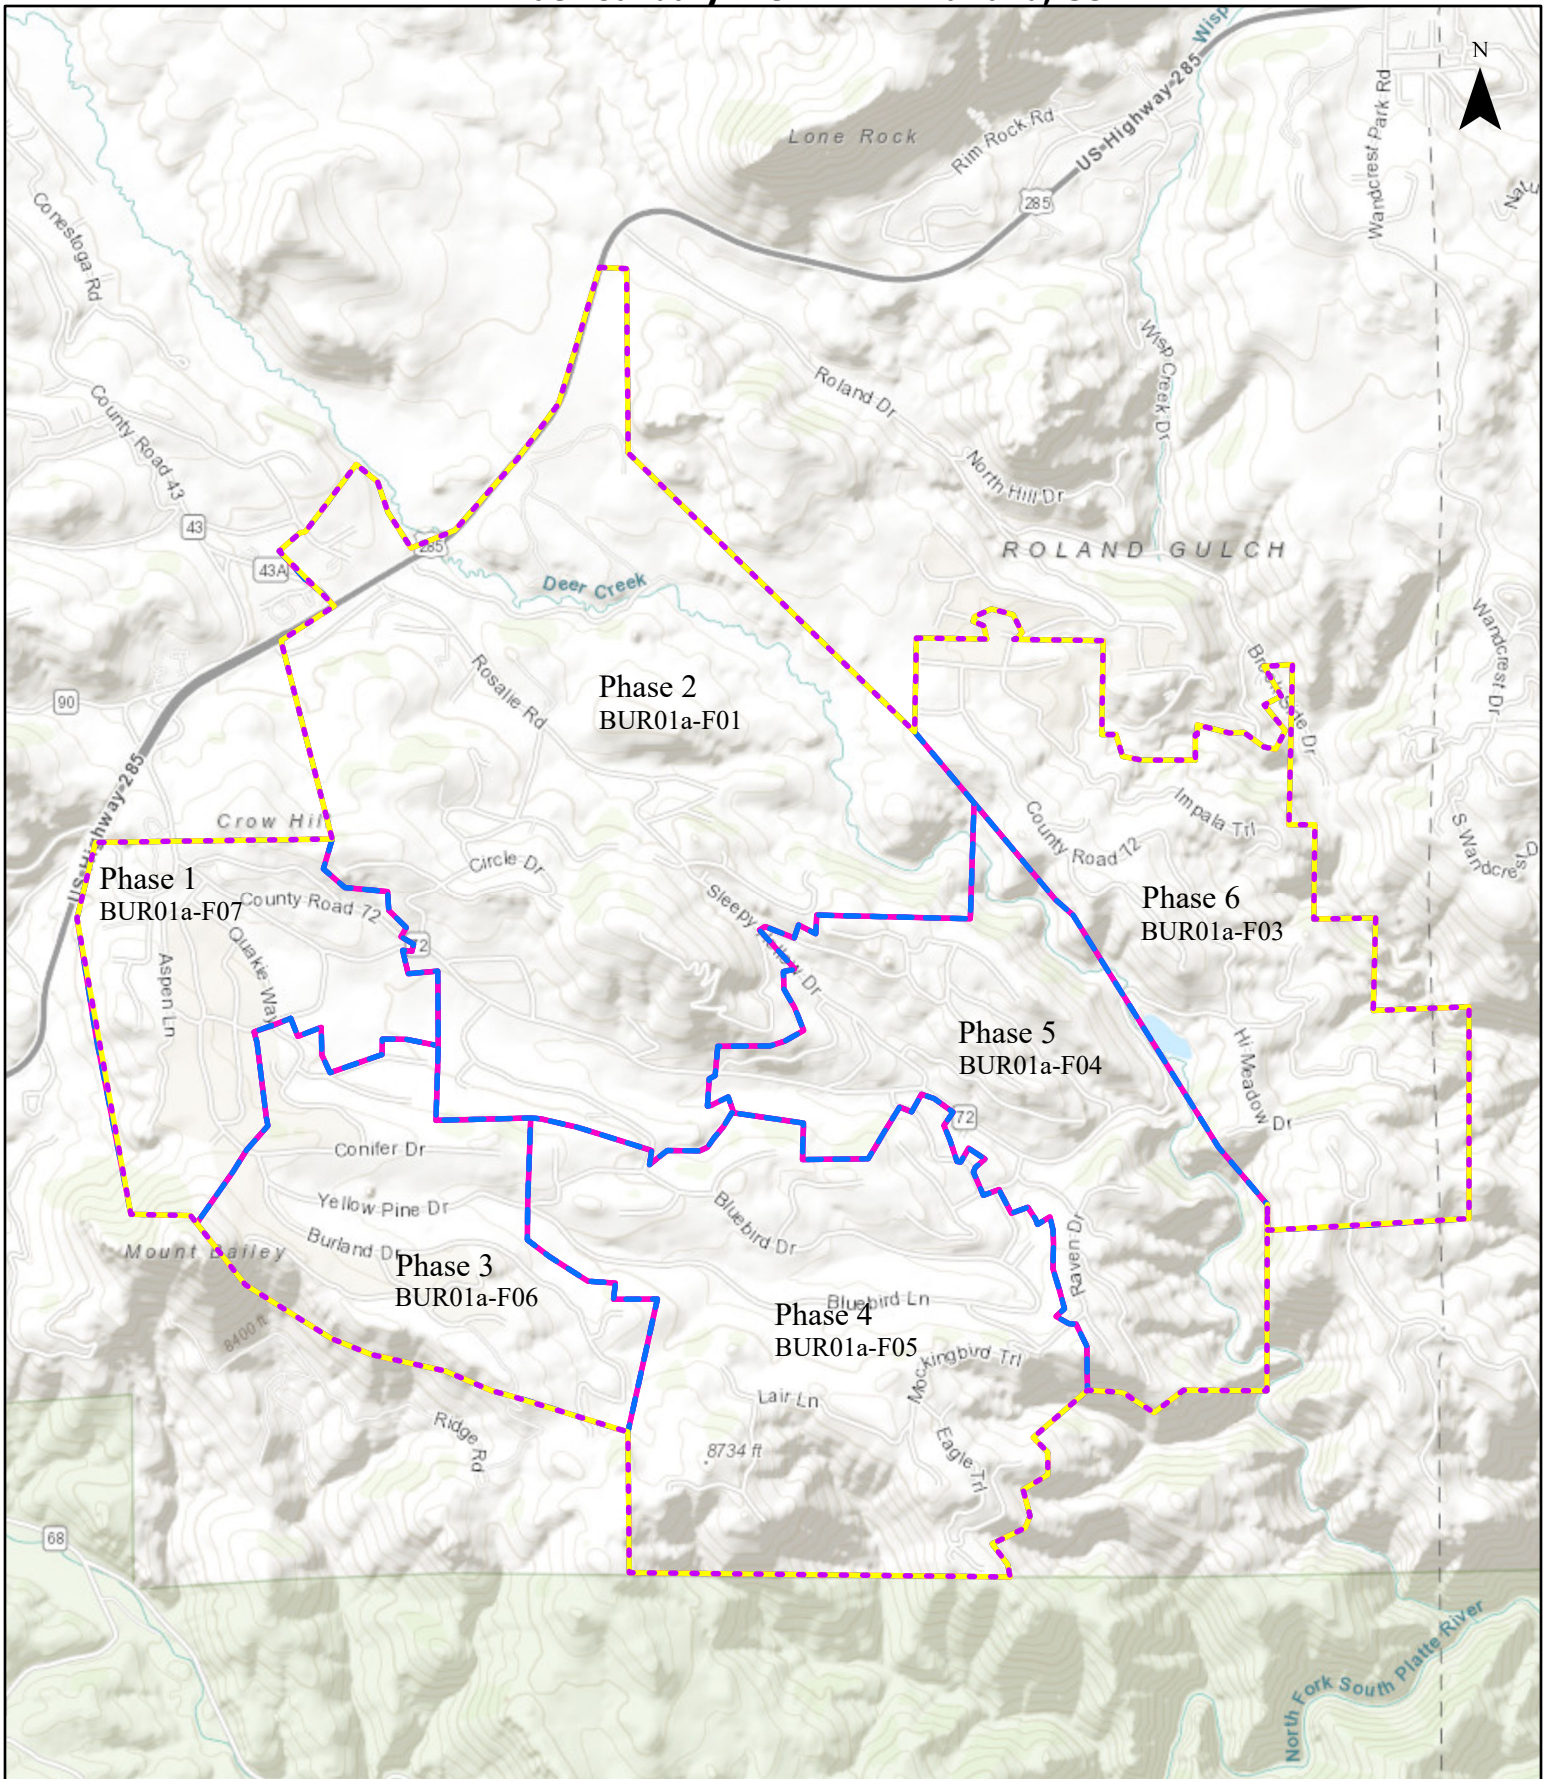 Wisp
N
Lone Rock
Rim Rock Rd
US Highway 285
285
Wandcrest Park Rd
Conestoga Rd
Wisp Creek Dr
Roland Dr
County Road 43
North Hill Dr
43
ROLAND GULCH
285
43A
Deer Creek
Wandcrest Dr
Rosalie Rd
Phase 2
BUR01a-F01
90
US Highway 285
Impala Trl
Crow Hill
County Road 12
S Wandcrest D
Circle Dr
Phase 1
BUR01a-F07
County Road 72
Sleepy Hollow Dr
Phase 6
BUR01a-F03
72
Quakie Way
Aspen Ln
Phase 5
BUR01a-F04
Hi Meadow Dr
72
Conifer Dr
Yellow Pine Dr
Bluebird Dr
Burland Dr
Mount Bailey
Raven Dr
Phase 3
BUR01a-F06
Bluebird Ln
Phase 4
BUR01a-F05
8400 ft
Mockingbird Trl
Lair Ln
Ridge Rd
8734 ft
Eagle Trl
68
North Fork South Platte River